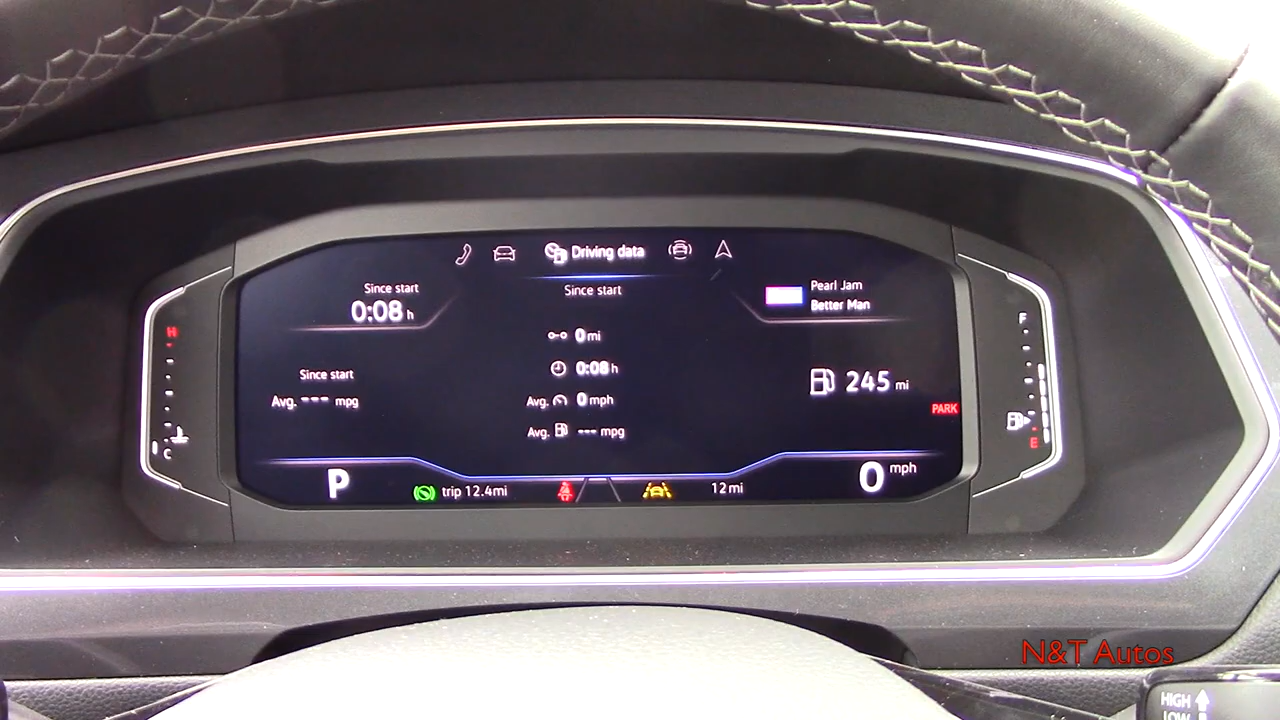 Driving data
Since start
0:08 h
Since start
Pearl Jam
Better Man
H
F
0 mi
0:08 h
Since start
Avg. --- mpg
245 mi
Avg. 0 mph
PARK
Avg. --- mpg
C
E
P
trip 12.4mi
12 mi
0 mph
N&T Autos
HIGH
LOW